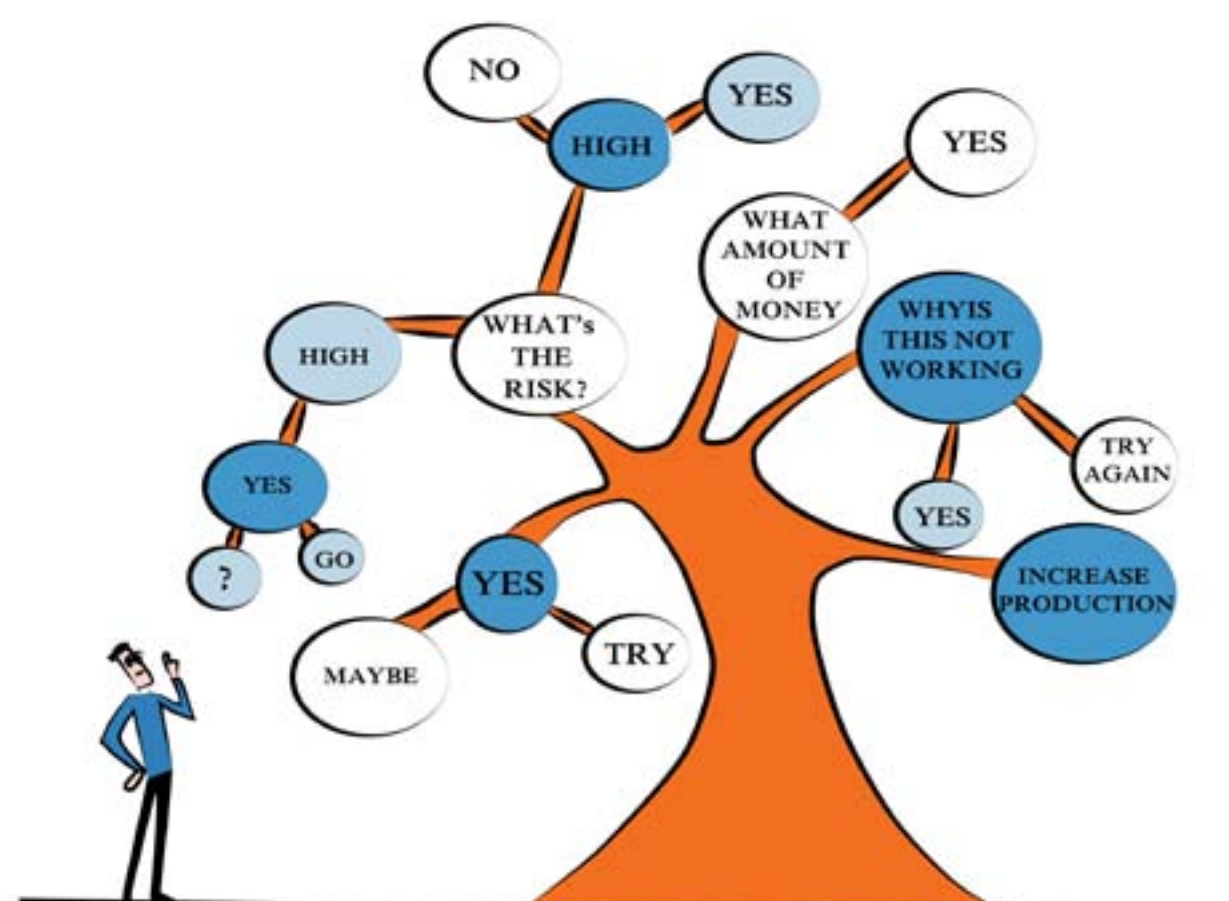 NO
HIGH
YES
YES
WHAT
AMOUNT
OF
MONEY
WHAT's
THE
RISK?
HIGH
YES
?
GO
WHYIS
THIS NOT
WORKING
TRY
AGAIN
YES
INCREASE
PRODUCTION
YES
MAYBE
TRY